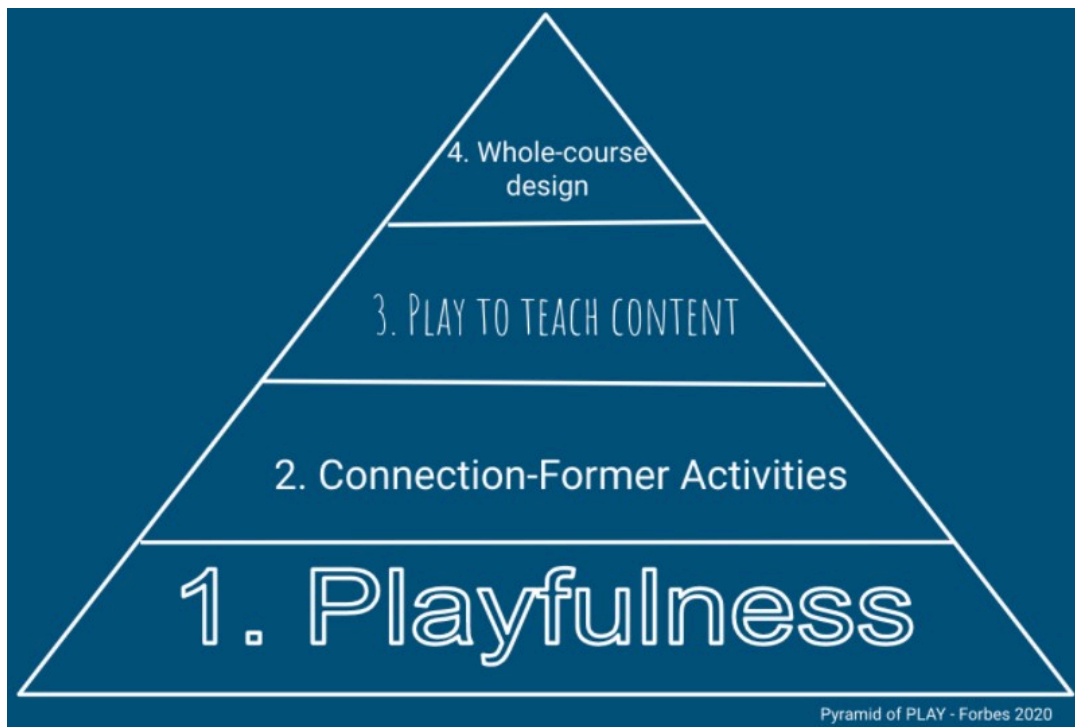 4. Whole-course
design
3. PLAY TO TEACH CONTENT
2. Connection-Former Activities
1. Playfulness
Pyramid of PLAY - Forbes 2020